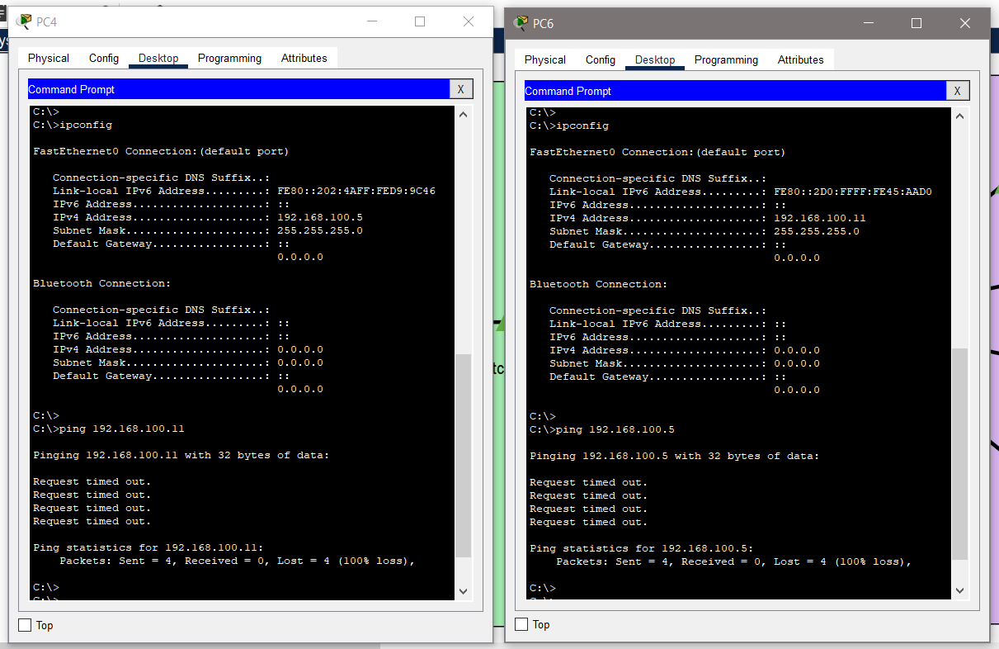 PC4
Physical Config Desktop Programming Attributes
Command Prompt X
C:\>
C:\>ipconfig
FastEthernet0 Connection:(default port)
Connection-specific DNS Suffix..:
Link-local IPv6 Address.........: FE80::202:4AFF:FED9:9C46
IPv6 Address....................: ::
IPv4 Address....................: 192.168.100.5
Subnet Mask.....................: 255.255.255.0
Default Gateway.................: ::
0.0.0.0
Bluetooth Connection:
Connection-specific DNS Suffix..:
Link-local IPv6 Address.........: ::
IPv6 Address....................: ::
IPv4 Address....................: 0.0.0.0
Subnet Mask.....................: 0.0.0.0
Default Gateway.................: ::
0.0.0.0
C:\>
C:\>ping 192.168.100.11
Pinging 192.168.100.11 with 32 bytes of data:
Request timed out.
Request timed out.
Request timed out.
Request timed out.
Ping statistics for 192.168.100.11:
Packets: Sent = 4, Received = 0, Lost = 4 (100% loss),
C:\>
C:\>
Top
PC6
Physical Config Desktop Programming Attributes
Command Prompt X
C:\>
C:\>ipconfig
FastEthernet0 Connection:(default port)
Connection-specific DNS Suffix..:
Link-local IPv6 Address.........: FE80::2D0:FFFF:FE45:AAD0
IPv6 Address....................: ::
IPv4 Address....................: 192.168.100.11
Subnet Mask.....................: 255.255.255.0
Default Gateway.................: ::
0.0.0.0
Bluetooth Connection:
Connection-specific DNS Suffix..:
Link-local IPv6 Address.........: ::
IPv6 Address....................: ::
IPv4 Address....................: 0.0.0.0
Subnet Mask.....................: 0.0.0.0
Default Gateway.................: ::
0.0.0.0
C:\>
C:\>ping 192.168.100.5
Pinging 192.168.100.5 with 32 bytes of data:
Request timed out.
Request timed out.
Request timed out.
Request timed out.
Ping statistics for 192.168.100.5:
Packets: Sent = 4, Received = 0, Lost = 4 (100% loss),
C:\>
Top
tc